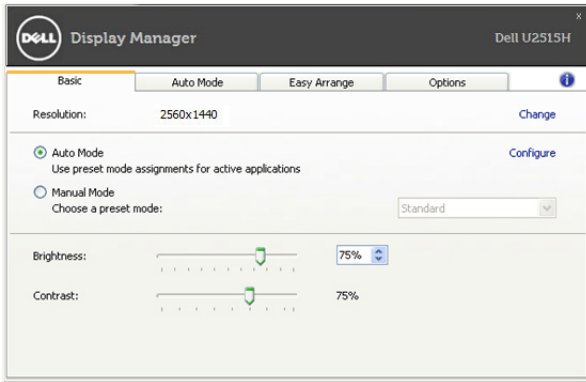 x
DELL Display Manager Dell U2515H
Basic Auto Mode Easy Arrange Options i
Resolution: 2560x1440 Change
Auto Mode Configure
Use preset mode assignments for active applications
Manual Mode
Choose a preset mode: Standard
Brightness: 75%
Contrast: 75%